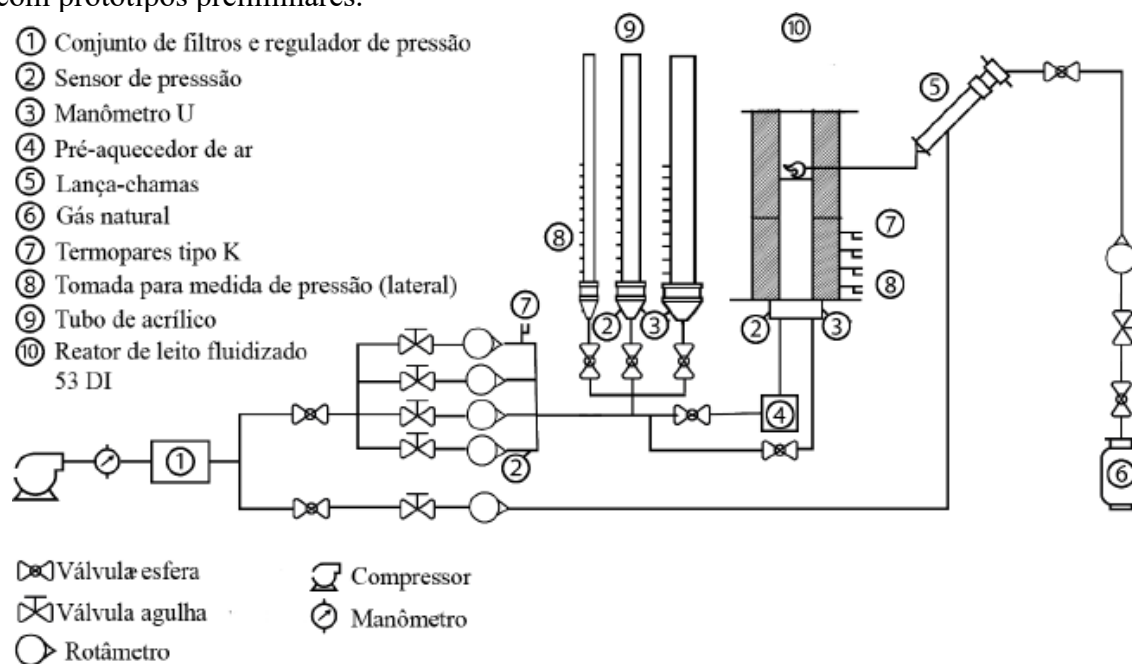 com protótipos preliminares.
① Conjunto de filtros e regulador de pressão
② Sensor de presssão
③ Manômetro U
④ Pré-aquecedor de ar
⑤ Lança-chamas
⑥ Gás natural
⑦ Termopares tipo K
⑧ Tomada para medida de pressão (lateral)
⑨ Tubo de acrílico
⑩ Reator de leito fluidizado
53 DI
⑨
⑩
⑤
⑧
⑦
⑧
② ③
② ③
⑦
④
②
①
⑥
Válvula esfera
Válvula agulha
Rotâmetro
Compressor
Manômetro